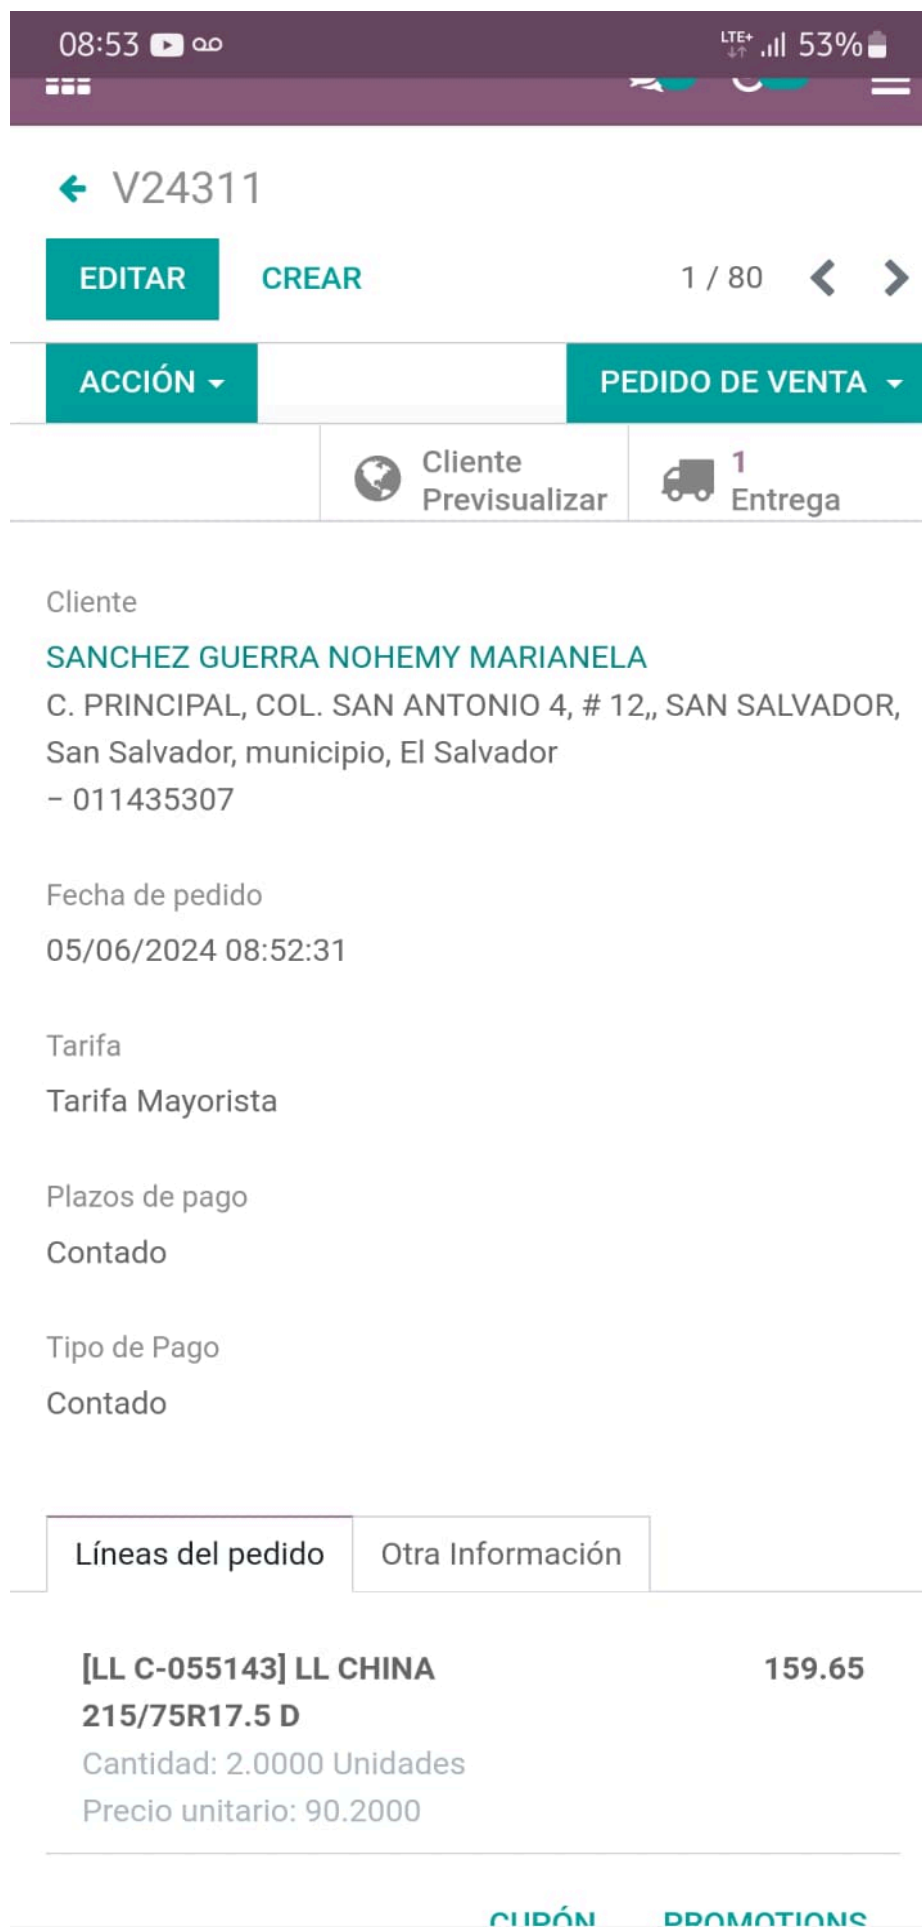 08:53
LTE+ 53%
V24311
EDITAR CREAR 1 / 80
ACCIÓN PEDIDO DE VENTA
Cliente
Previsualizar
1
Entrega
Cliente
SANCHEZ GUERRA NOHEMY MARIANELA
C. PRINCIPAL, COL. SAN ANTONIO 4, # 12,, SAN SALVADOR,
San Salvador, municipio, El Salvador
– 011435307
Fecha de pedido
05/06/2024 08:52:31
Tarifa
Tarifa Mayorista
Plazos de pago
Contado
Tipo de Pago
Contado
Líneas del pedido Otra Información
[LL C-055143] LL CHINA 159.65
215/75R17.5 D
Cantidad: 2.0000 Unidades
Precio unitario: 90.2000
CUPÓN PROMOTIONS